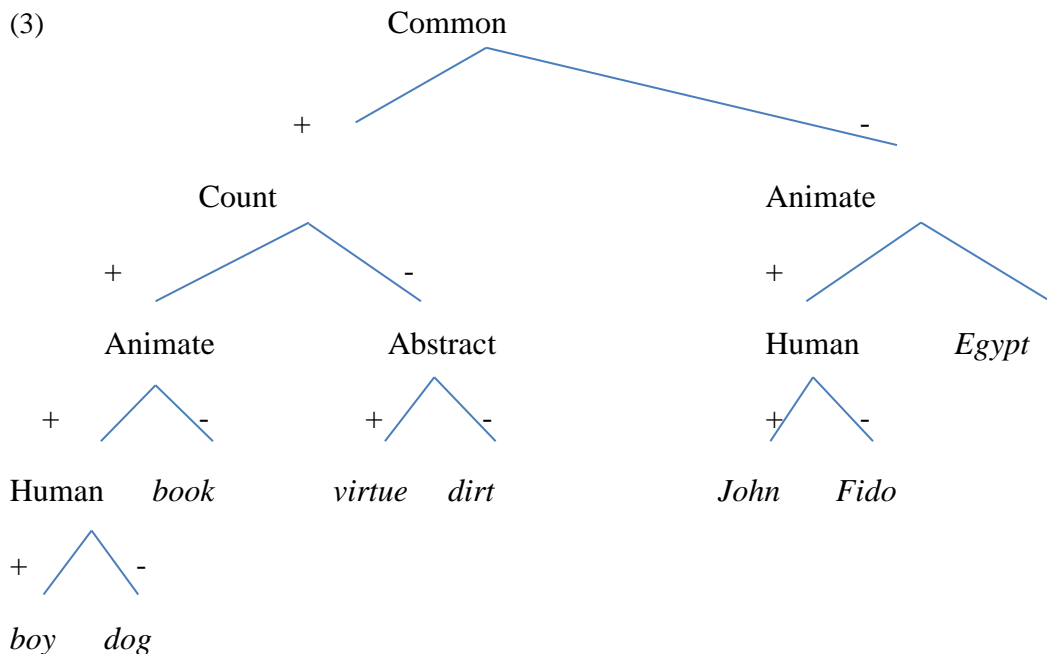 (3) Common
+ -
Count Animate
+ - +
Animate Abstract Human Egypt
+ - + - + -
Human book virtue dirt John Fido
+ -
boy dog